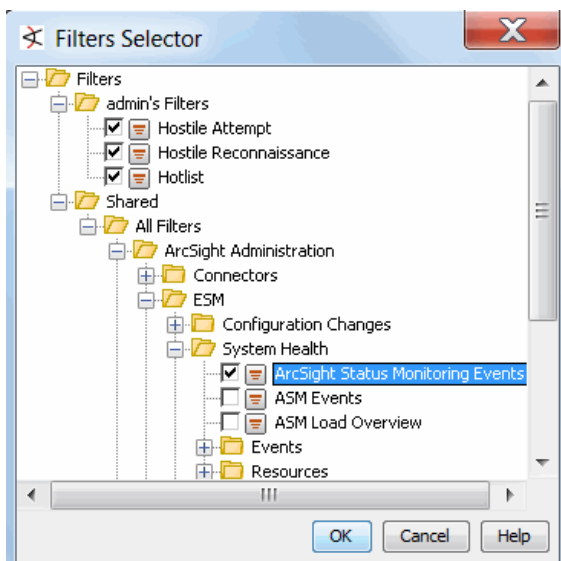 Filters Selector
Filters
admin's Filters
Hostile Attempt
Hostile Reconnaissance
Hotlist
Shared
All Filters
ArcSight Administration
Connectors
ESM
Configuration Changes
System Health
ArcSight Status Monitoring Events
ASM Events
ASM Load Overview
Events
Resources
OK Cancel Help